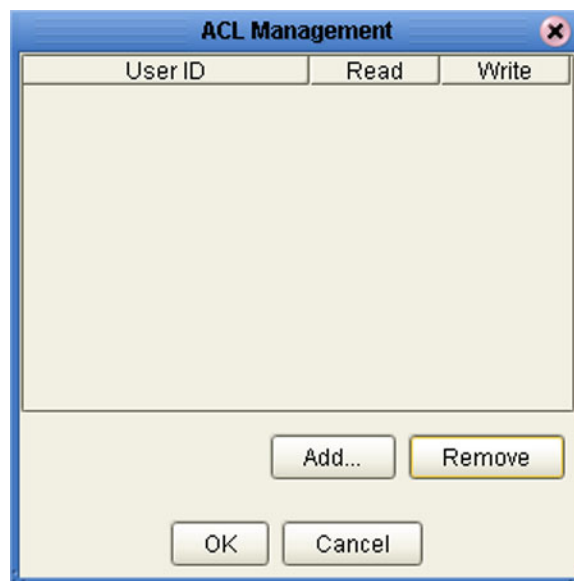 ACL Management
User ID Read Write
Add... Remove
OK Cancel